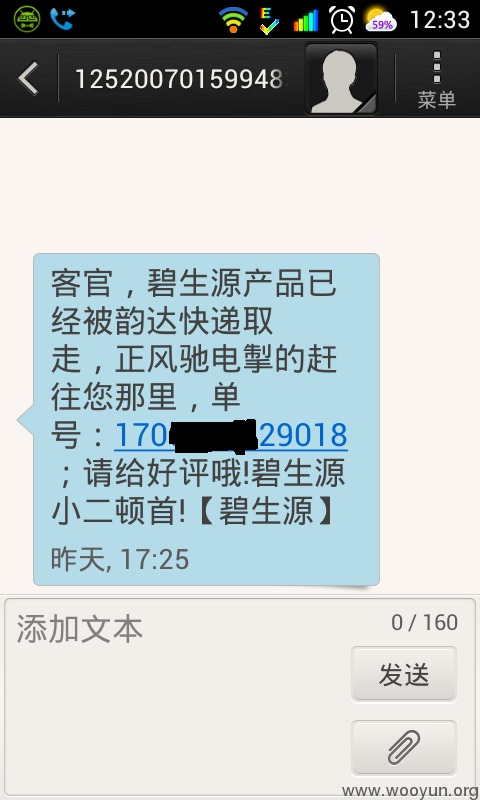 59%
12:33
12520070159948
菜单
客官，碧生源产品已
经被韵达快递取
走，正风驰电掣的赶
往您那里，单
号：170 29018
；请给好评哦!碧生源
小二顿首!【碧生源】
昨天, 17:25
添加文本
0 / 160
发送
www.wooyun.org